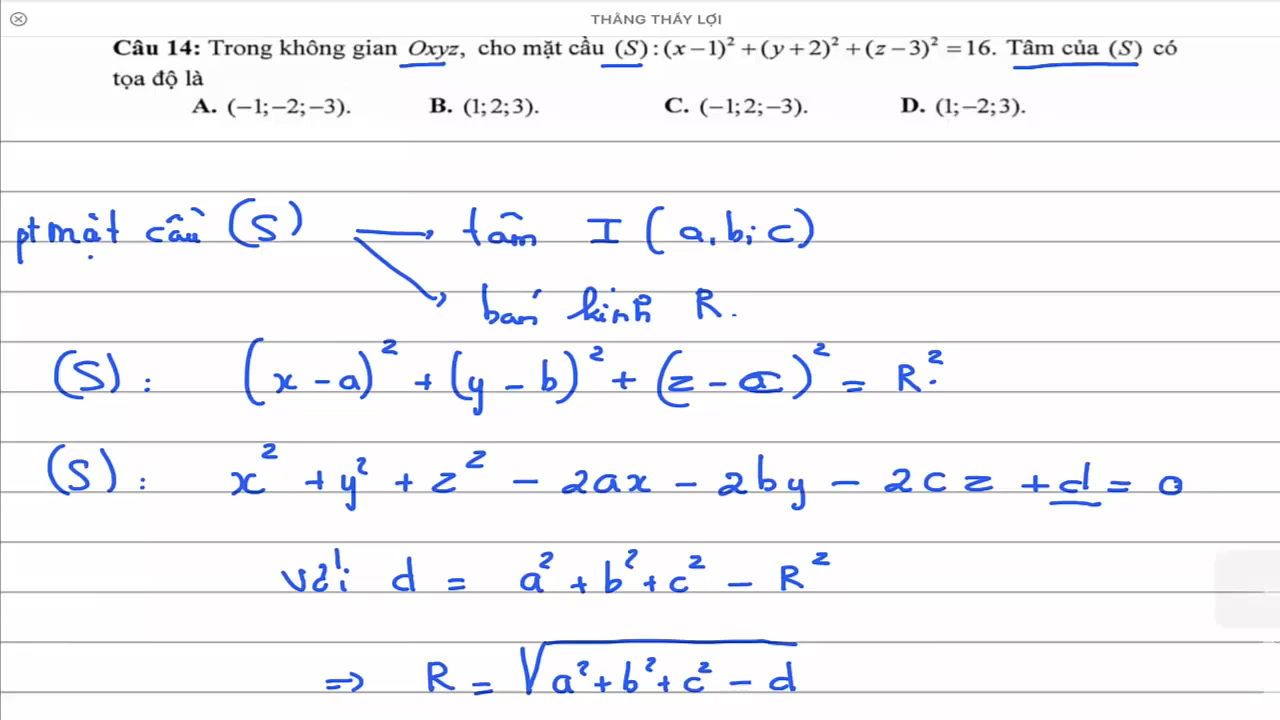 THẮNG THẦY LỢI
Câu 14: Trong không gian Oxyz, cho mặt cầu (S):(x−1)²+(y+2)²+(z−3)²=16. Tâm của (S) có
tọa độ là
A. (−1;−2;−3). B. (1;2;3). C. (−1;2;−3). D. (1;−2;3).
pt mặt cầu (S) → tâm I (a, b; c)
→ bán kính R.
(S): (x − a)² + (y − b)² + (z − c)² = R².
(S): x² + y² + z² − 2ax − 2by − 2cz + d = 0
với d = a² + b² + c² − R²
⇒ R = √(a² + b² + c² − d)